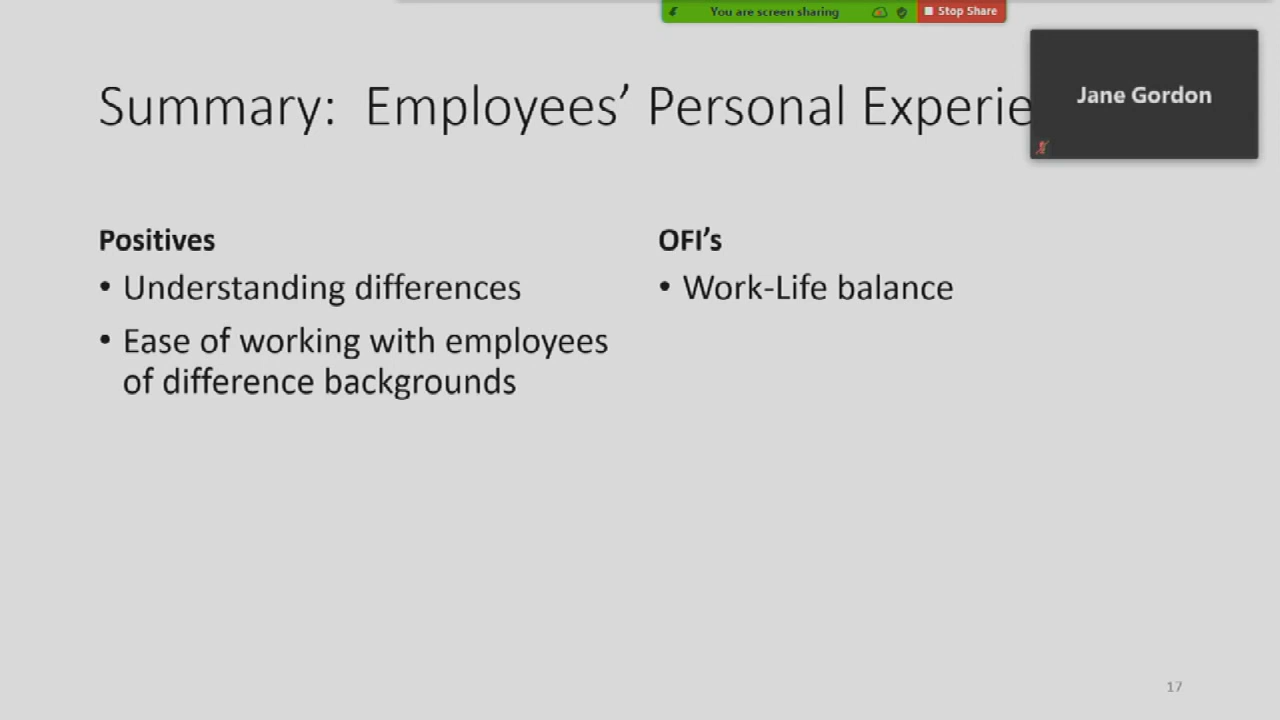 You are screen sharing
Stop Share
Jane Gordon
Summary: Employees’ Personal Experie
Positives
• Understanding differences
• Ease of working with employees
of difference backgrounds
OFI’s
• Work-Life balance
17